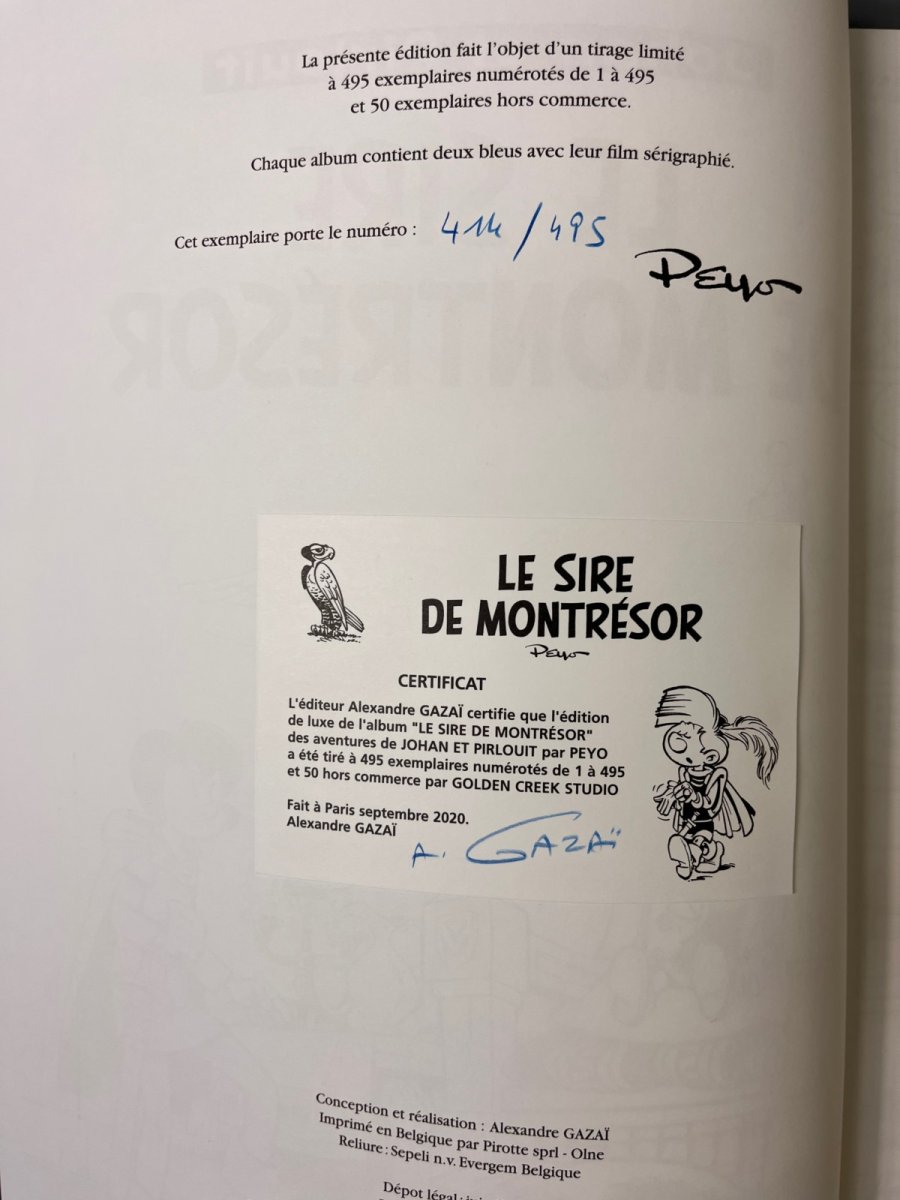 La présente édition fait l'objet d'un tirage limité
à 495 exemplaires numérotés de 1 à 495
et 50 exemplaires hors commerce.
Chaque album contient deux bleus avec leur film sérigraphié.
Cet exemplaire porte le numéro : 414/495
Peyo
LE SIRE
DE MONTRÉSOR
Peyo
CERTIFICAT
L'éditeur Alexandre GAZAÏ certifie que l'édition
de luxe de l'album "LE SIRE DE MONTRÉSOR"
des aventures de JOHAN ET PIRLOUIT par PEYO
a été tiré à 495 exemplaires numérotés de 1 à 495
et 50 hors commerce par GOLDEN CREEK STUDIO
Fait à Paris septembre 2020.
Alexandre GAZAÏ
A. GAZAÏ
Conception et réalisation : Alexandre GAZAÏ
Imprimé en Belgique par Pirotte sprl - Olne
Reliure : Sepeli n.v. Evergem Belgique
Dépot légal :